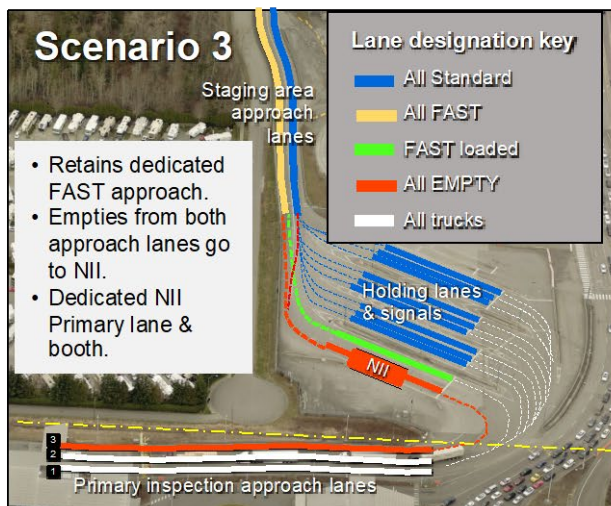 Scenario 3
Lane designation key
All Standard
All FAST
FAST loaded
All EMPTY
All trucks
Staging area
approach
lanes
• Retains dedicated
FAST approach.
• Empties from both
approach lanes go
to NII.
• Dedicated NII
Primary lane &
booth.
Holding lanes
& signals
NII
3
2
1
Primary inspection approach lanes